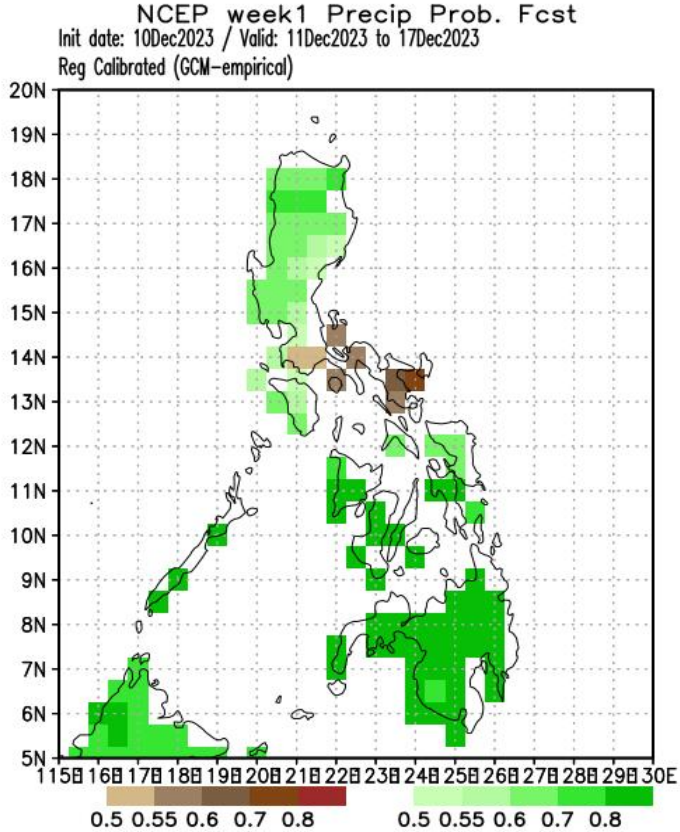 NCEP week1 Precip Prob. Fcst
Init date: 10Dec2023 / Valid: 11Dec2023 to 17Dec2023
Reg Calibrated (GCM-empirical)
20N
19N
18N
17N
16N
15N
14N
13N
12N
11N
10N
9N
8N
7N
6N
5N
115E 116E 117E 118E 119E 120E 121E 122E 123E 124E 125E 126E 127E 128E 129E 130E
0.5 0.55 0.6 0.7 0.8 0.5 0.55 0.6 0.7 0.8